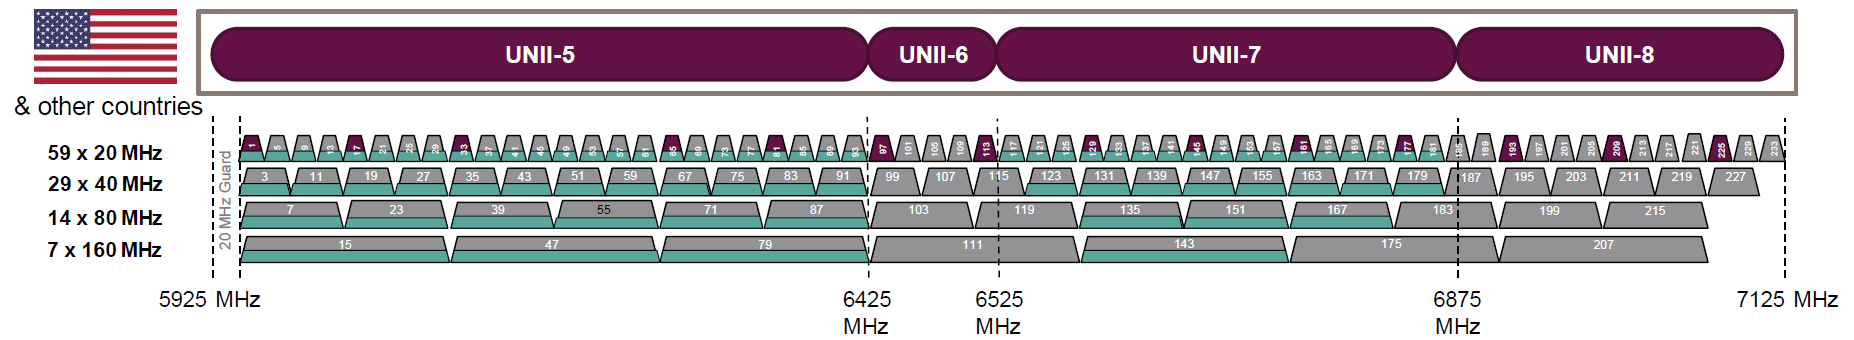 UNII-5 UNII-6 UNII-7 UNII-8
& other countries
20 MHz Guard
59 x 20 MHz 1 5 9 13 17 21 25 29 33 37 41 45 49 53 57 61 65 69 73 77 81 85 89 93 97 101 105 109 113 117 121 125 129 133 137 141 145 149 153 157 161 165 169 173 177 181 185 189 193 197 201 205 209 213 217 221 225 229 233
29 x 40 MHz 3 11 19 27 35 43 51 59 67 75 83 91 99 107 115 123 131 139 147 155 163 171 179 187 195 203 211 219 227
14 x 80 MHz 7 23 39 55 71 87 103 119 135 151 167 183 199 215
7 x 160 MHz 15 47 79 111 143 175 207
5925 MHz 6425 MHz 6525 MHz 6875 MHz 7125 MHz